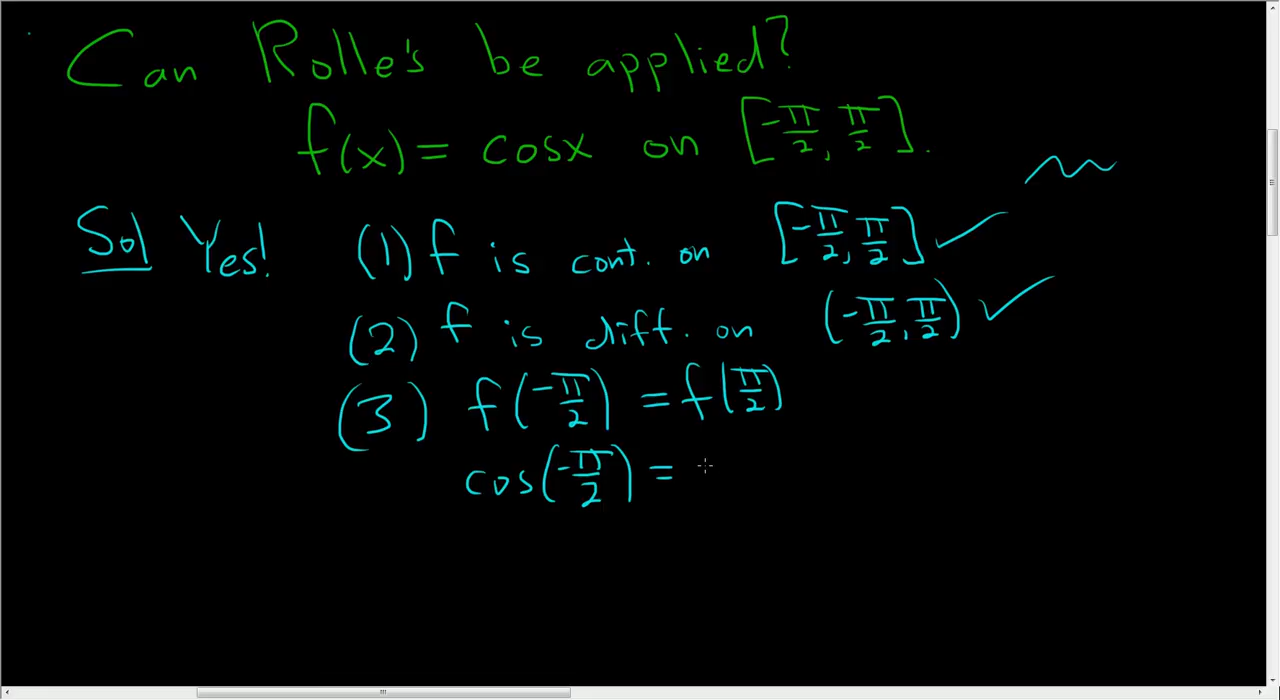 Can Rolle's be applied?
f(x) = cosx on [-π/2, π/2].
Sol Yes! (1) f is cont. on [-π/2, π/2] ✓
(2) f is diff. on (-π/2, π/2) ✓
(3) f(-π/2) = f(π/2)
cos(-π/2) =